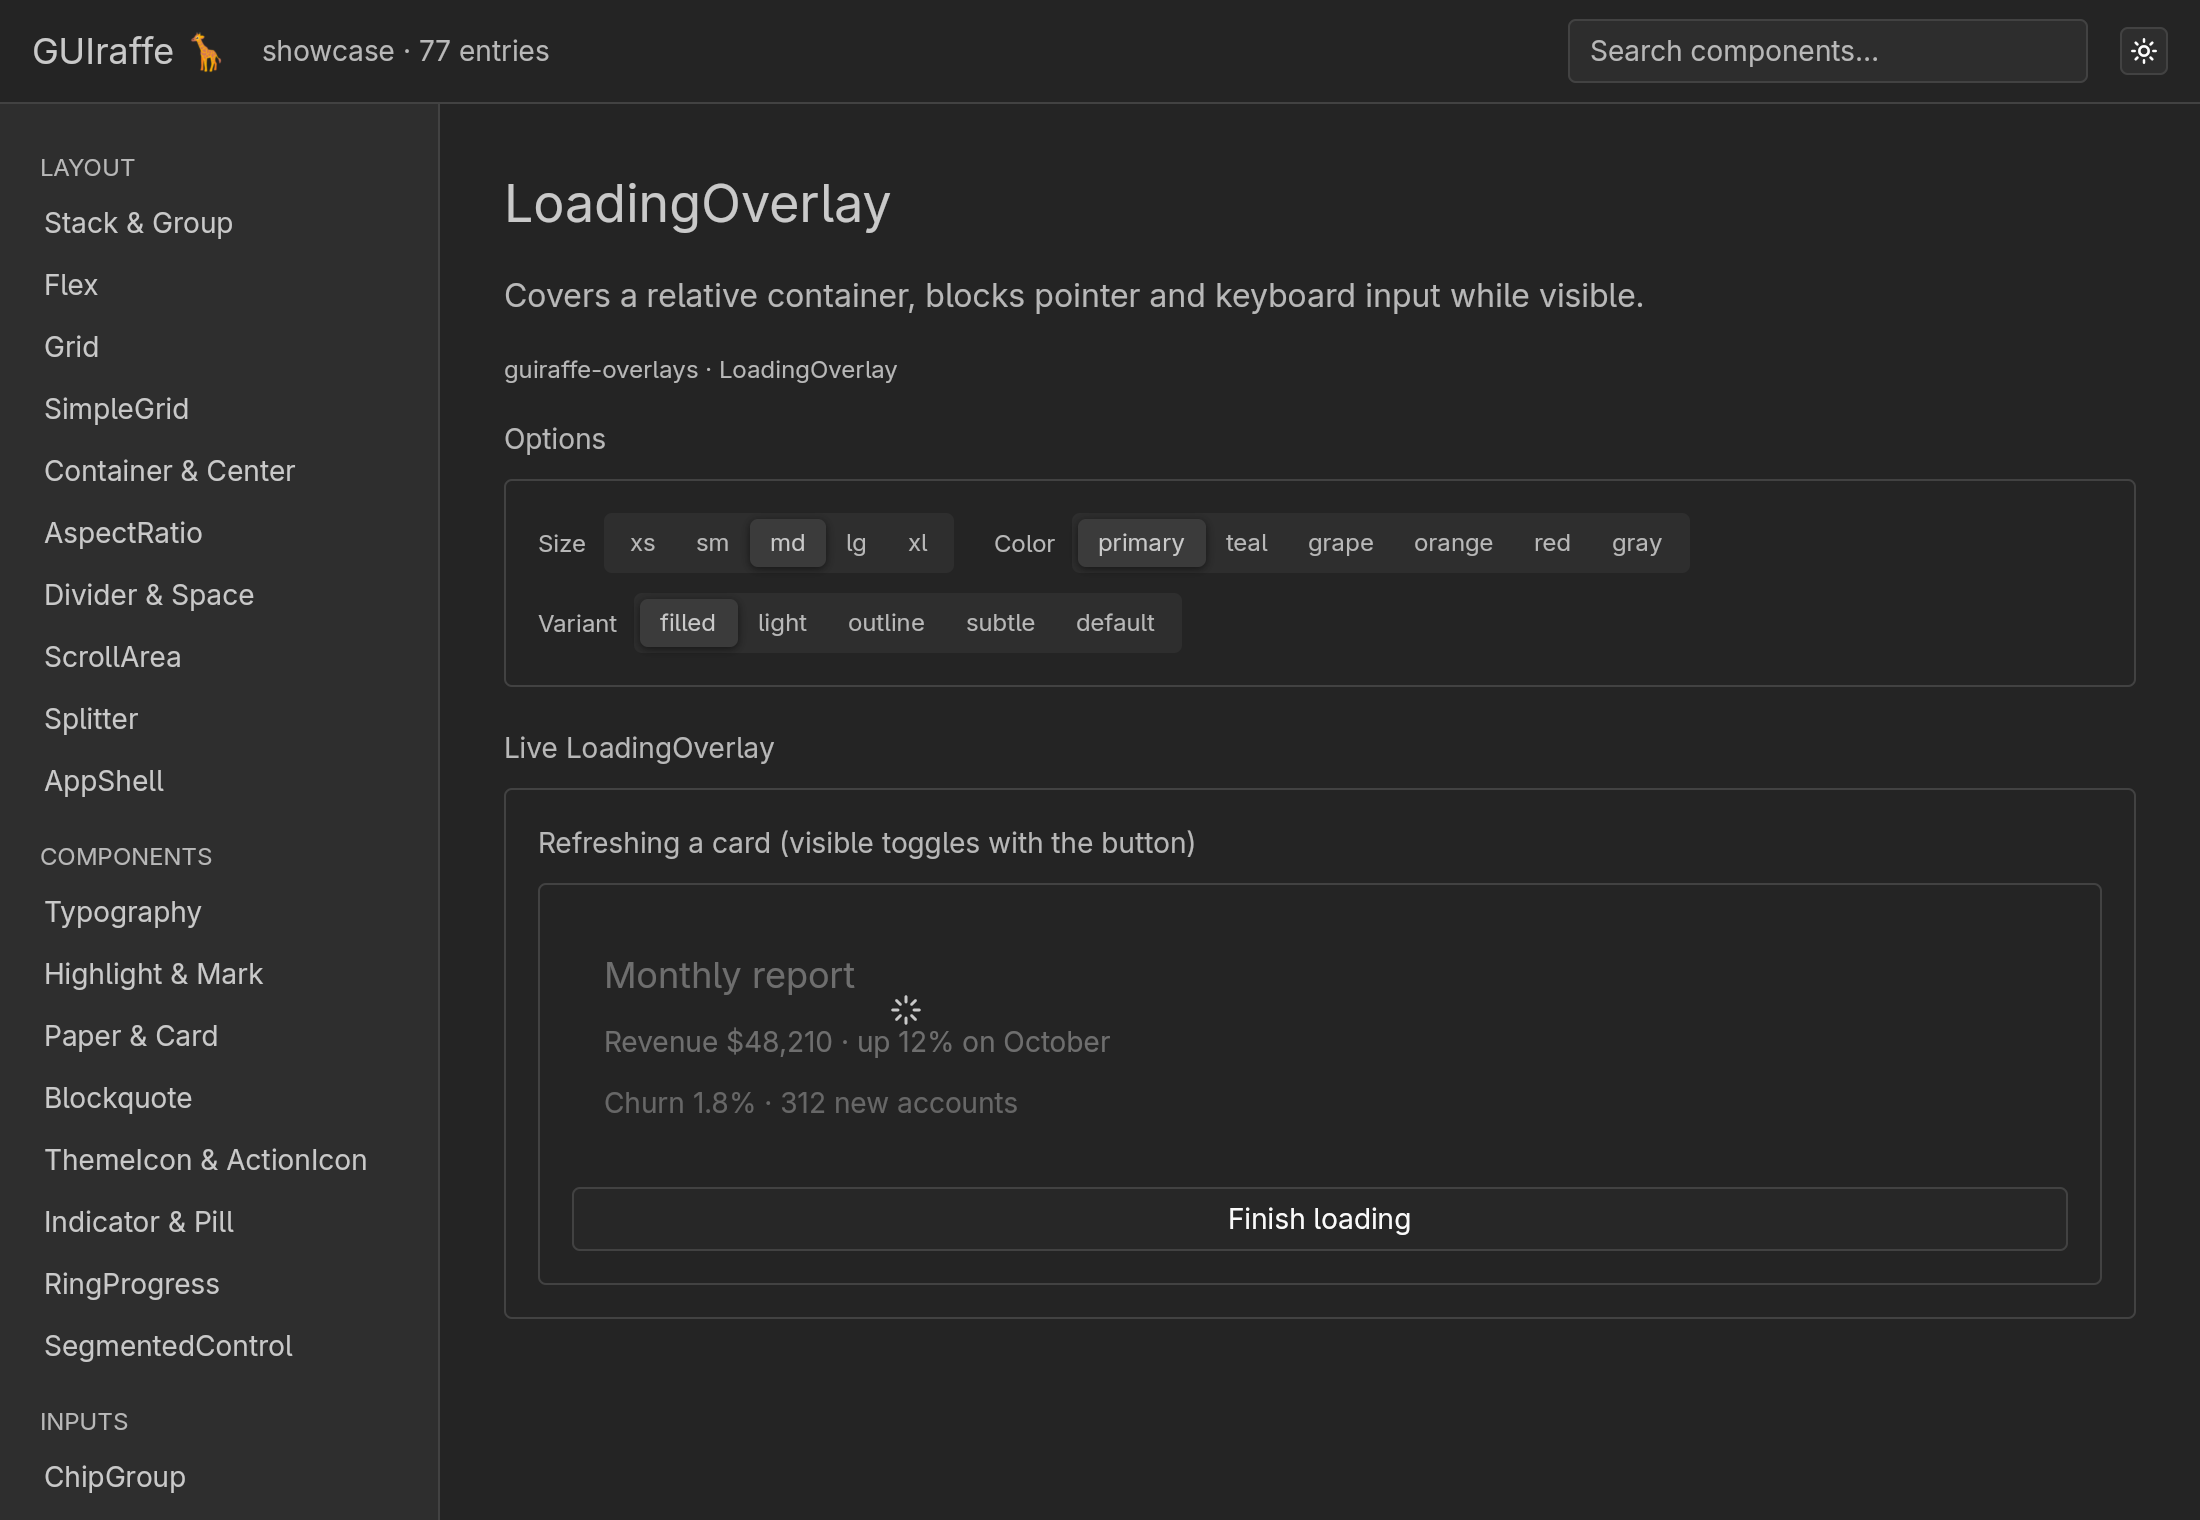 GUIraffe 🦒 showcase · 77 entries
Search components...
LAYOUT
Stack & Group
Flex
Grid
SimpleGrid
Container & Center
AspectRatio
Divider & Space
ScrollArea
Splitter
AppShell
COMPONENTS
Typography
Highlight & Mark
Paper & Card
Blockquote
ThemeIcon & ActionIcon
Indicator & Pill
RingProgress
SegmentedControl
INPUTS
ChipGroup
LoadingOverlay
Covers a relative container, blocks pointer and keyboard input while visible.
guiraffe-overlays · LoadingOverlay
Options
Size xs sm md lg xl Color primary teal grape orange red gray
Variant filled light outline subtle default
Live LoadingOverlay
Refreshing a card (visible toggles with the button)
Monthly report
Revenue $48,210 · up 12% on October
Churn 1.8% · 312 new accounts
Finish loading